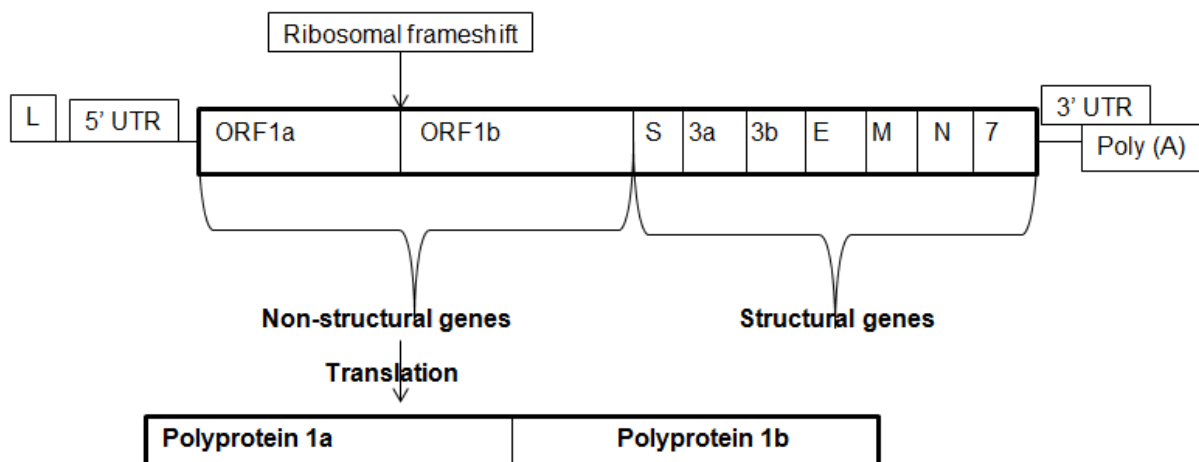 Ribosomal frameshift
L
5’ UTR
ORF1a
ORF1b
S
3a
3b
E
M
N
7
3’ UTR
Poly (A)
Non-structural genes
Structural genes
Translation
Polyprotein 1a
Polyprotein 1b